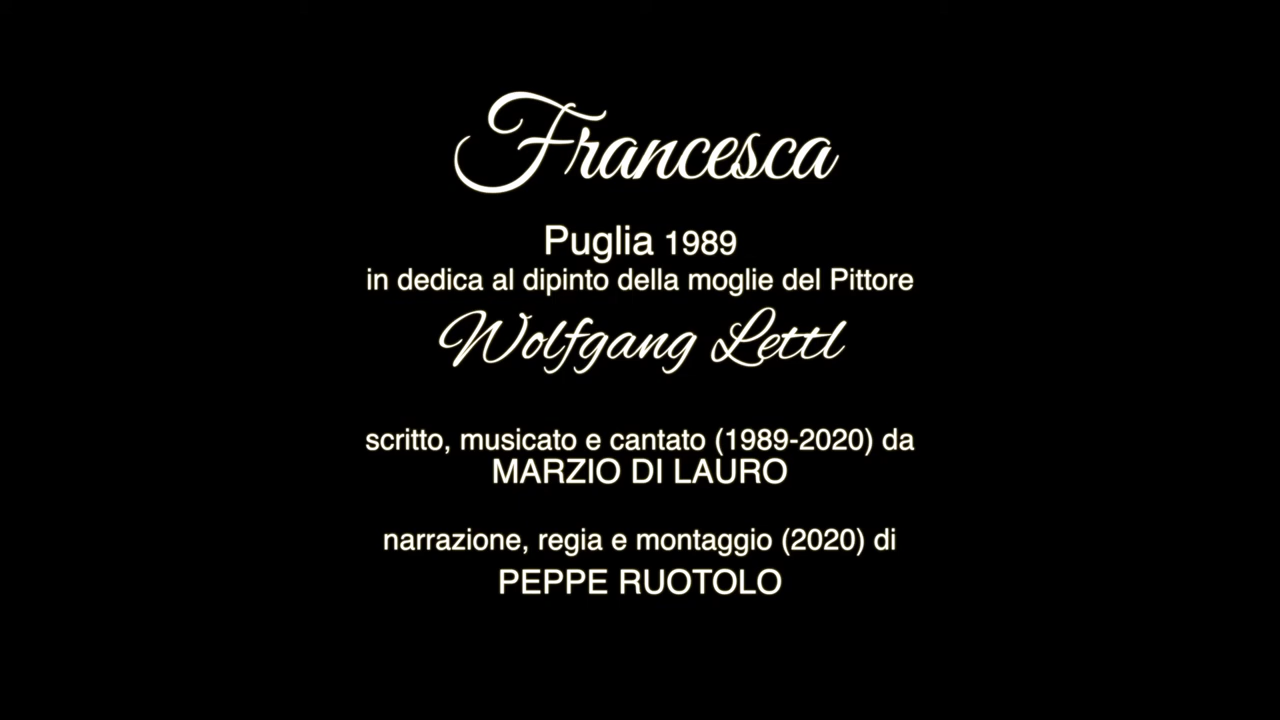 Francesca
Puglia 1989
in dedica al dipinto della moglie del Pittore
Wolfgang Lettl
scritto, musicato e cantato (1989-2020) da
MARZIO DI LAURO
narrazione, regia e montaggio (2020) di
PEPPE RUOTOLO